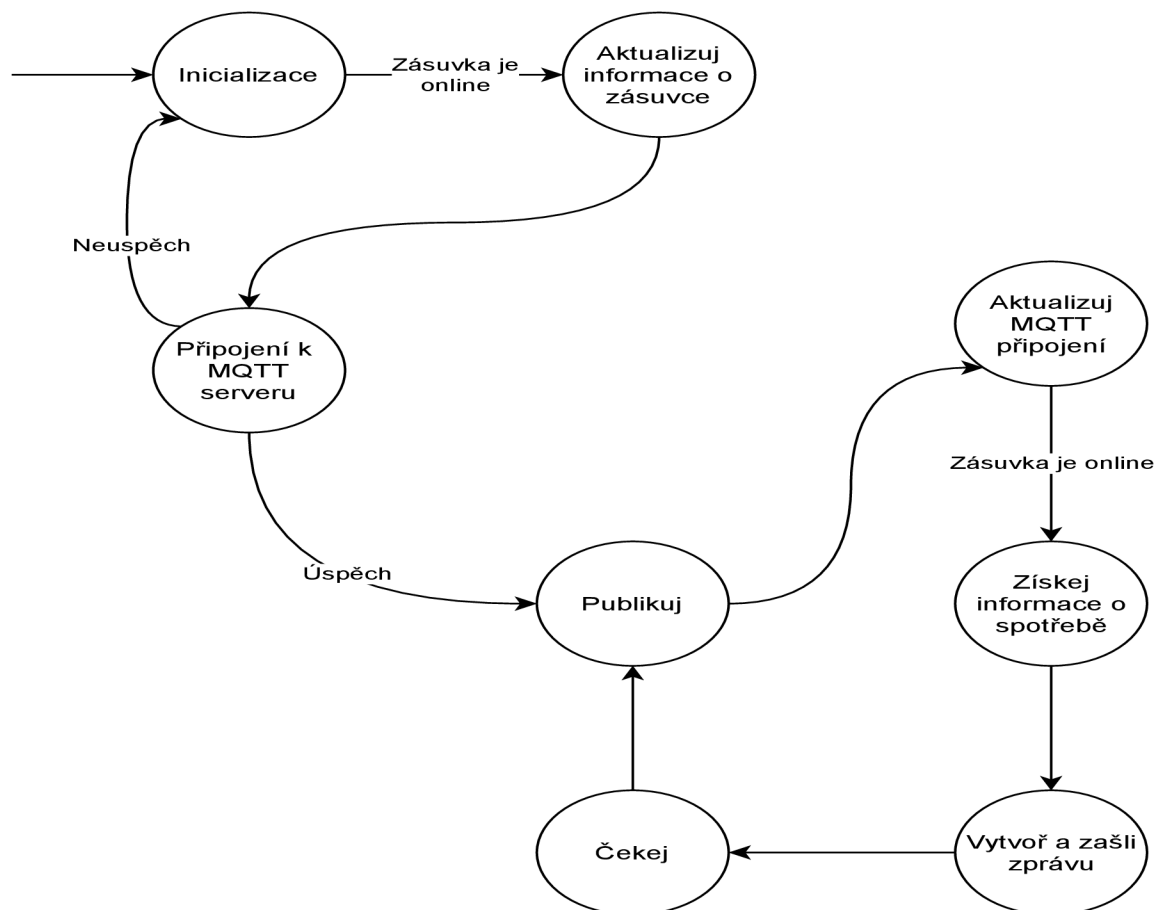 Inicializace
Zásuvka je
online
Aktualizuj
informace o
zásuvce
Neuspěch
Připojení k
MQTT
serveru
Aktualizuj
MQTT
připojení
Zásuvka je online
Úspěch
Publikuj
Získej
informace o
spotřebě
Čekej
Vytvoř a zašli
zprávu